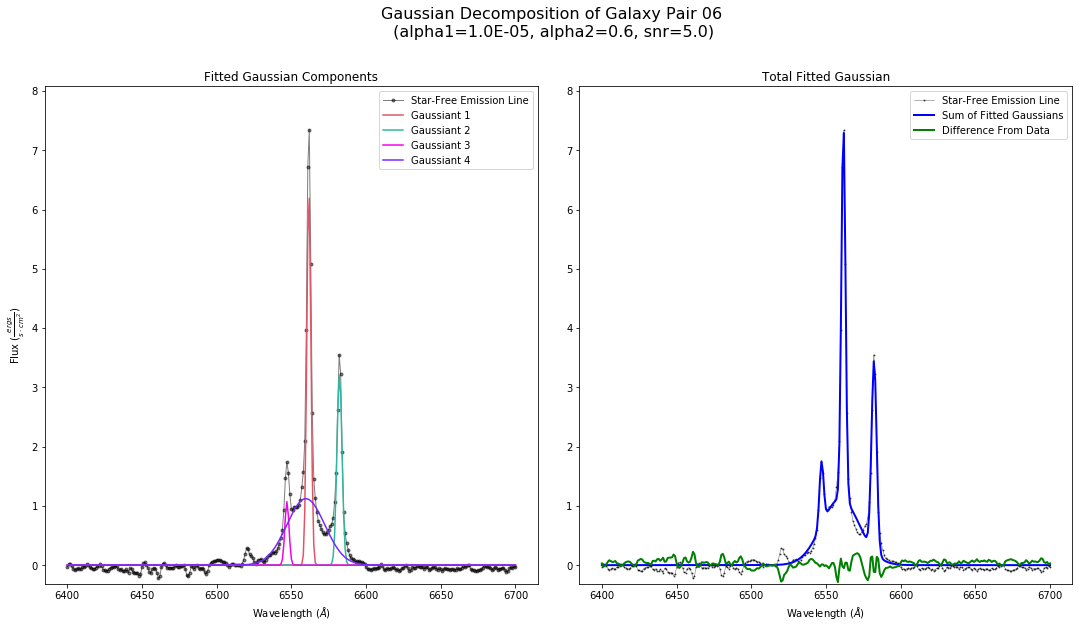 Gaussian Decomposition of Galaxy Pair 06
(alpha1=1.0E-05, alpha2=0.6, snr=5.0)
Fitted Gaussian Components
8
7
6
5
4
3
2
1
0
Flux (ergs/s·cm²)
6400
6450
6500
6550
6600
6650
6700
Wavelength (Å)
Star-Free Emission Line
Gaussiant 1
Gaussiant 2
Gaussiant 3
Gaussiant 4
Total Fitted Gaussian
8
7
6
5
4
3
2
1
0
6400
6450
6500
6550
6600
6650
6700
Wavelength (Å)
Star-Free Emission Line
Sum of Fitted Gaussians
Difference From Data